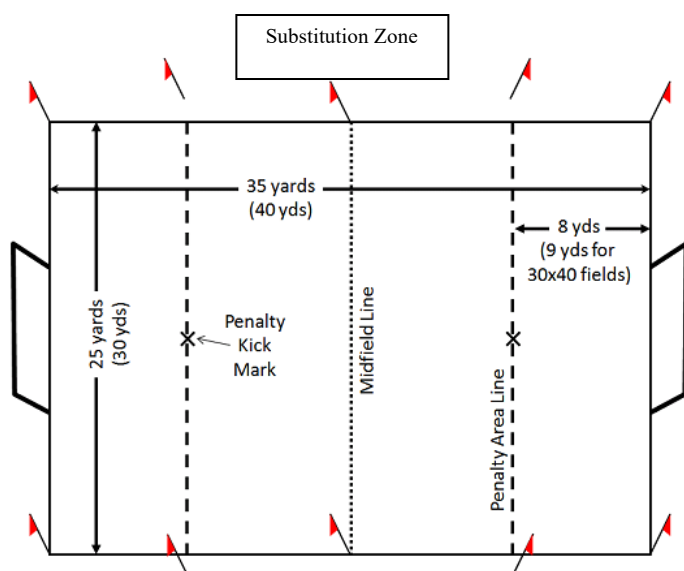 Substitution Zone
35 yards
(40 yds)
8 yds
(9 yds for
30x40 fields)
25 yards
(30 yds)
Penalty
Kick
Mark
Midfield Line
Penalty Area Line